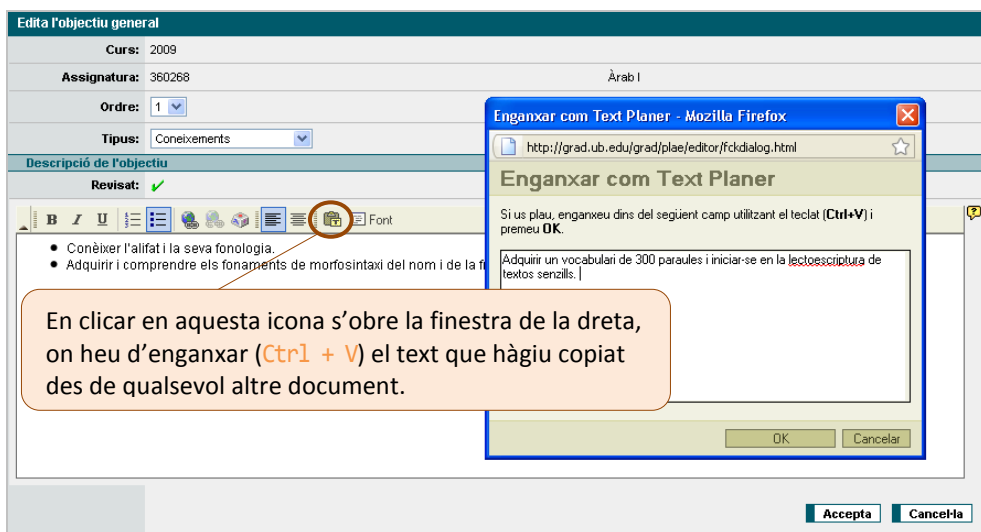 Edita l'objectiu general
Curs: 2009
Assignatura: 360268 Àrab I
Ordre: 1
Tipus: Coneixements
Descripció de l'objectiu
Revisat:
B I U Font
Conèixer l'alifat i la seva fonologia.
Adquirir i comprendre els fonaments de morfosintaxi del nom i de la
En clicar en aquesta icona s'obre la finestra de la dreta,
on heu d'enganxar (Ctrl + V) el text que hàgiu copiat
des de qualsevol altre document.
Enganxar com Text Planer - Mozilla Firefox
http://grad.ub.edu/grad/plae/editor/fckdialog.html
Enganxar com Text Planer
Si us plau, enganxeu dins del següent camp utilitzant el teclat (Ctrl+V) i
premeu OK.
Adquirir un vocabulari de 300 paraules i iniciar-se en la lectoescriptura de
textos senzills.
OK Cancelar
Accepta Cancel·la